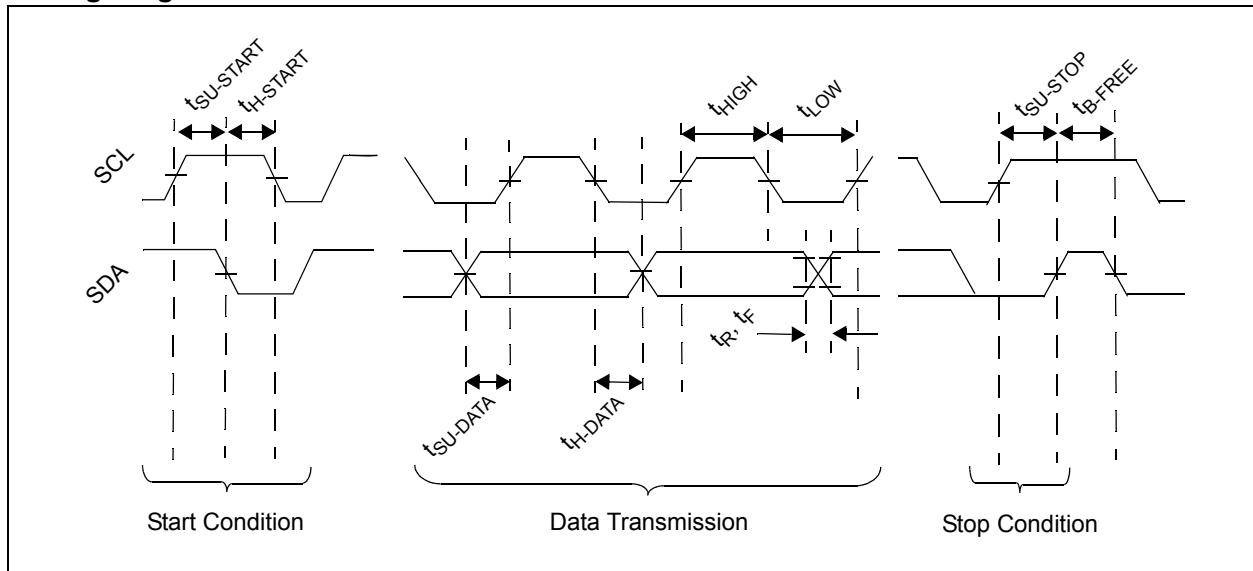 tSU-START
tH-START
tHIGH
tLOW
tSU-STOP
tB-FREE
SCL
SDA
tR, tF
tSU-DATA
tH-DATA
Start Condition
Data Transmission
Stop Condition